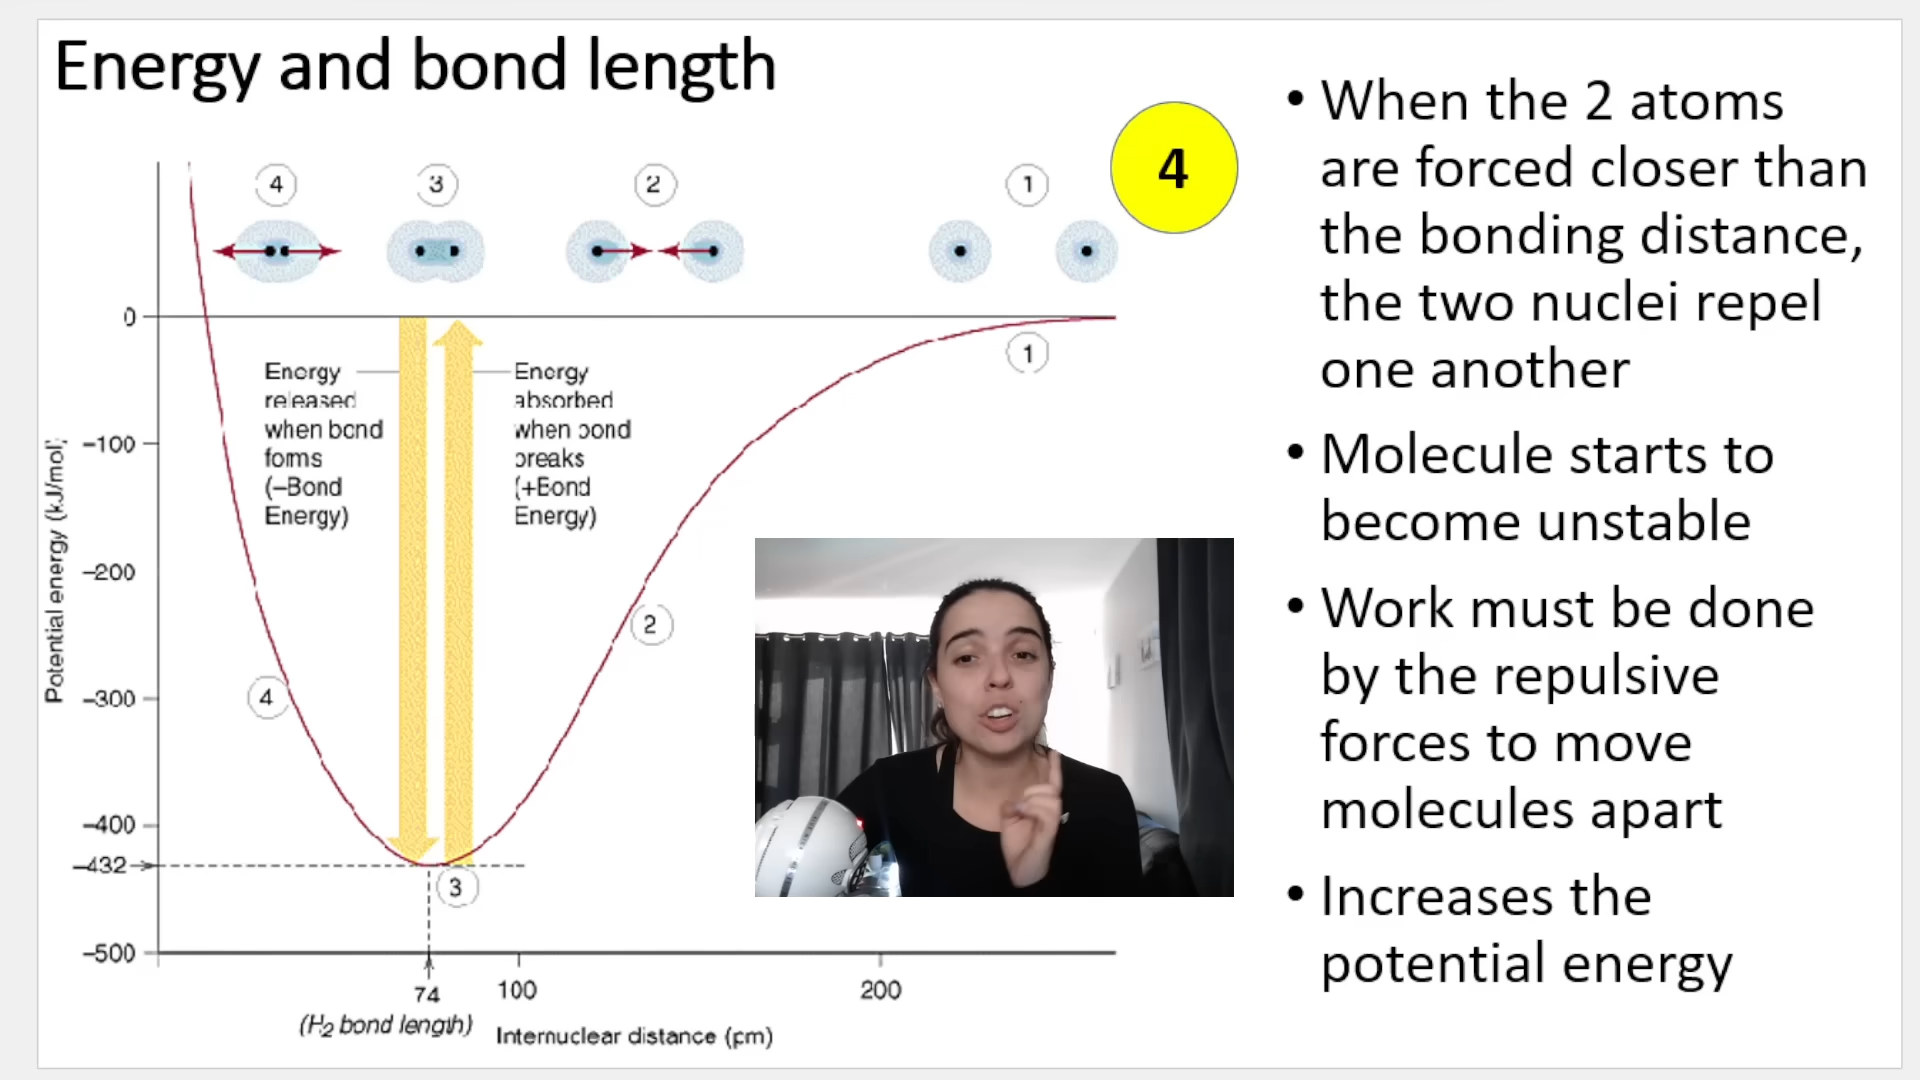 Energy and bond length
4
4
3
2
1
0
1
Energy
released
when bond
forms
(–Bond
Energy)
Energy
absorbed
when bond
breaks
(+Bond
Energy)
Potential energy (kJ/mol)
–100
–200
–300
–400
–432
–500
2
4
3
74
100
200
(H2 bond length)
Internuclear distance (pm)
• When the 2 atoms
are forced closer than
the bonding distance,
the two nuclei repel
one another
• Molecule starts to
become unstable
• Work must be done
by the repulsive
forces to move
molecules apart
• Increases the
potential energy